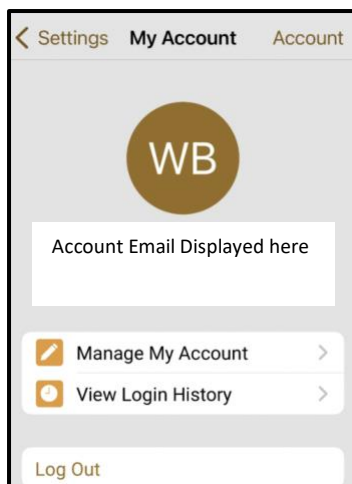 Settings My Account Account
WB
Account Email Displayed here
Manage My Account
View Login History
Log Out